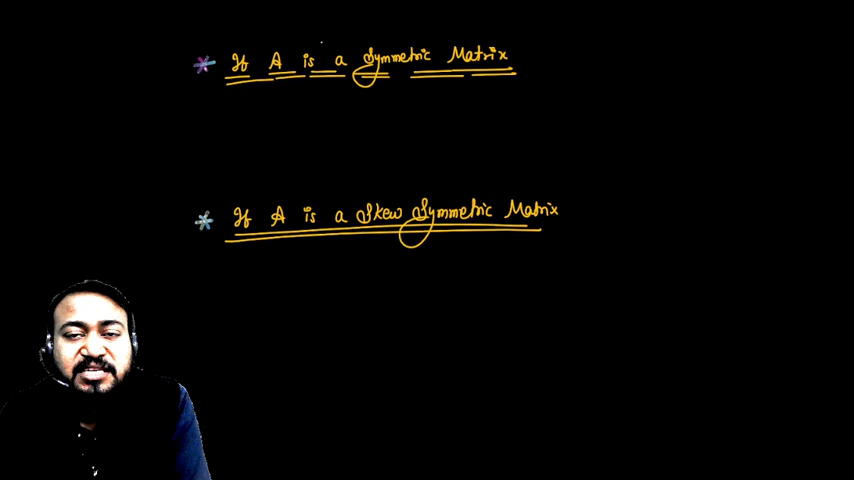 * If A is a Symmetric Matrix
* If A is a Skew Symmetric Matrix